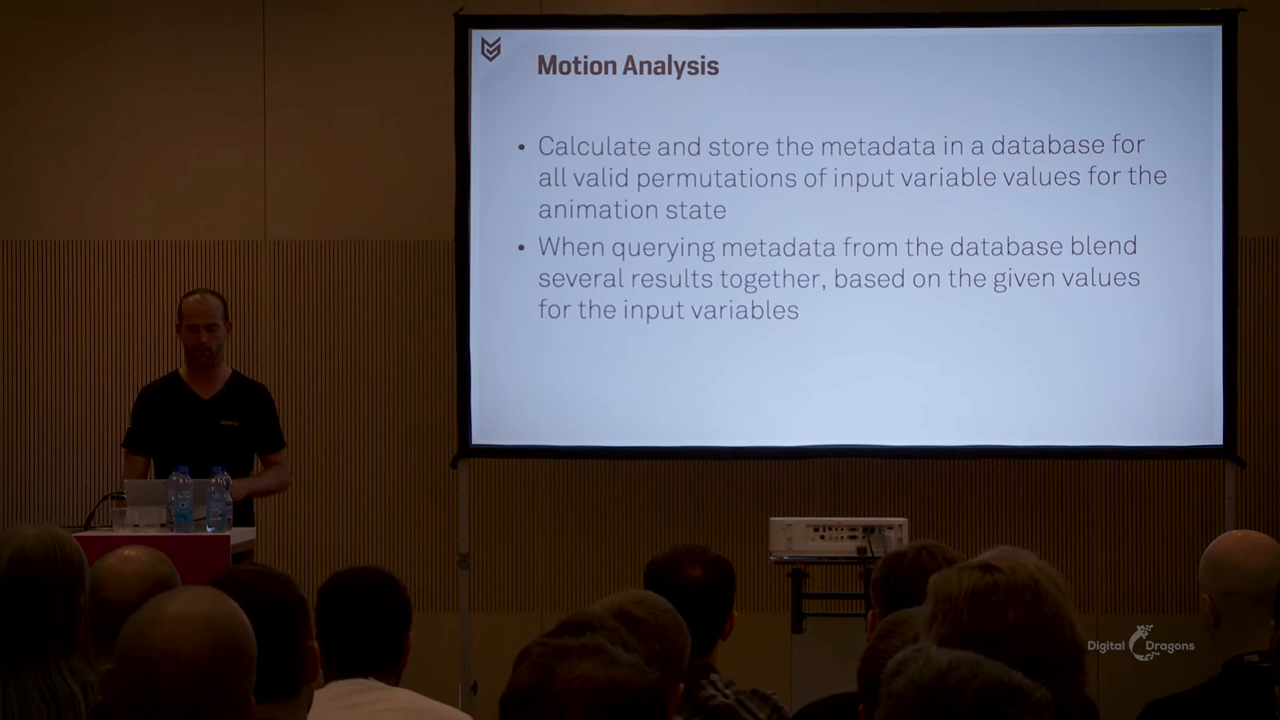 Motion Analysis
• Calculate and store the metadata in a database for
all valid permutations of input variable values for the
animation state
• When querying metadata from the database blend
several results together, based on the given values
for the input variables
Digital Dragons